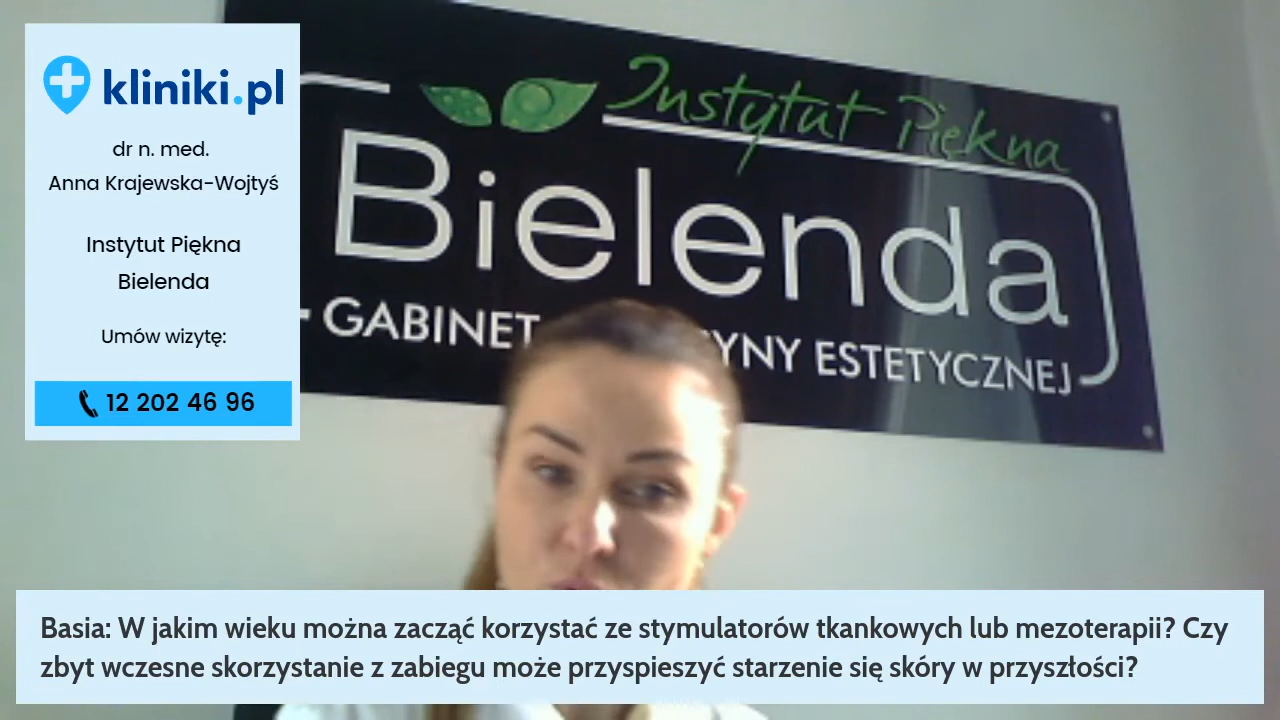 kliniki.pl
dr n. med.
Anna Krajewska-Wojtyś
Instytut Piękna
Bielenda
Umów wizytę:
12 202 46 96
Instytut Piękna
Bielenda
GABINET YNY ESTETYCZNEJ
Basia: W jakim wieku można zacząć korzystać ze stymulatorów tkankowych lub mezoterapii? Czy
zbyt wczesne skorzystanie z zabiegu może przyspieszyć starzenie się skóry w przyszłości?